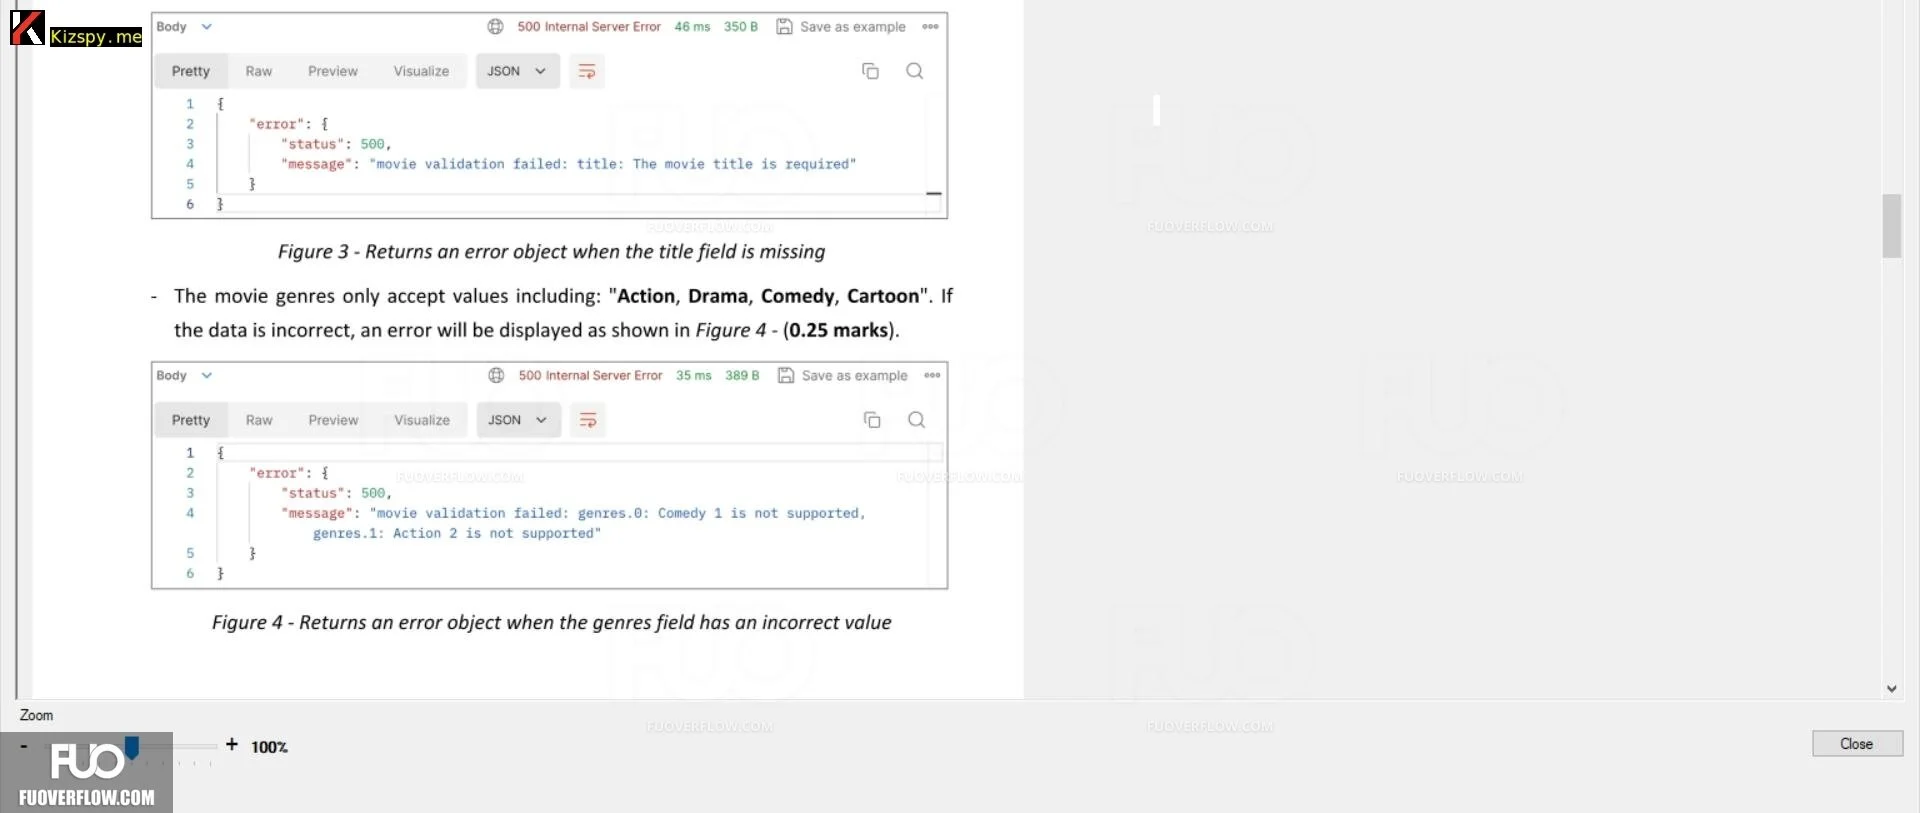 Kizspy.me
Body 500 Internal Server Error 46 ms 350 B Save as example
Pretty Raw Preview Visualize JSON
1 {
2 "error": {
3 "status": 500,
4 "message": "movie validation failed: title: The movie title is required"
5 }
6 }
FUOVERFLOW.COM FUOVERFLOW.COM
Figure 3 - Returns an error object when the title field is missing
- The movie genres only accept values including: "Action, Drama, Comedy, Cartoon". If
the data is incorrect, an error will be displayed as shown in Figure 4 - (0.25 marks).
Body 500 Internal Server Error 35 ms 389 B Save as example
Pretty Raw Preview Visualize JSON
1 {
2 "error": {
FUOVERFLOW.COM FUOVERFLOW.COM FUOVERFLOW.COM
3 "status": 500,
4 "message": "movie validation failed: genres.0: Comedy 1 is not supported,
genres.1: Action 2 is not supported"
5 }
6 }
Figure 4 - Returns an error object when the genres field has an incorrect value
FUO FUO
Zoom
FUOVERFLOW.COM FUOVERFLOW.COM
- + 100%
Close
FUO
FUOVERFLOW.COM